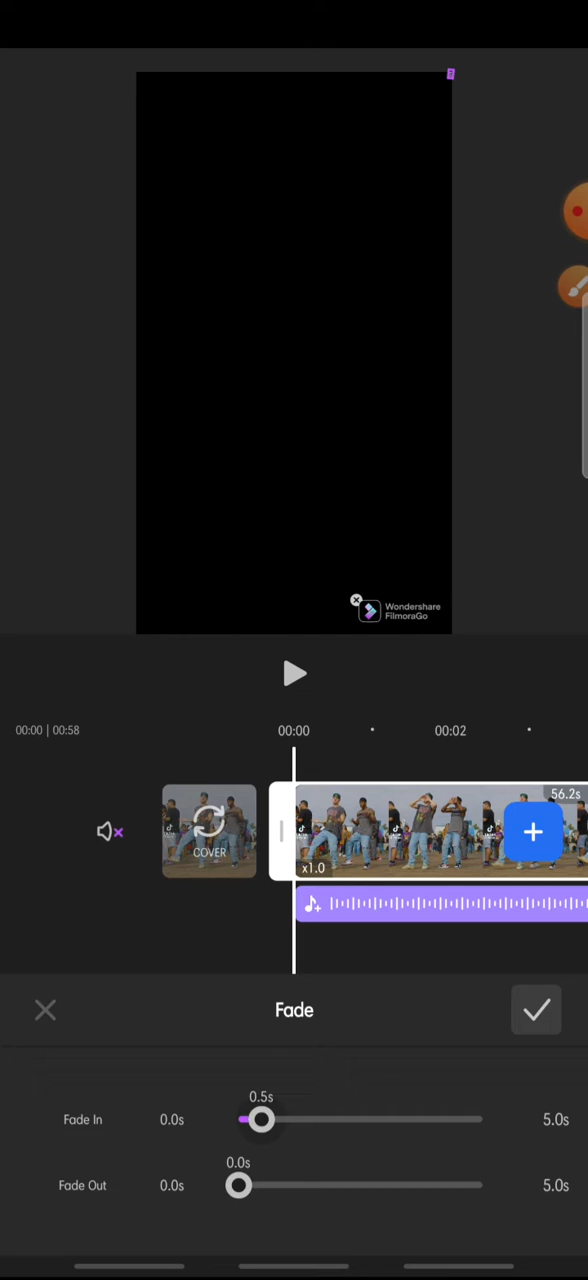 Wondershare
FilmoraGo
00:00 | 00:58
00:00
00:02
56.2s
COVER
x1.0
Fade
0.5s
Fade In
0.0s
5.0s
0.0s
Fade Out
0.0s
5.0s